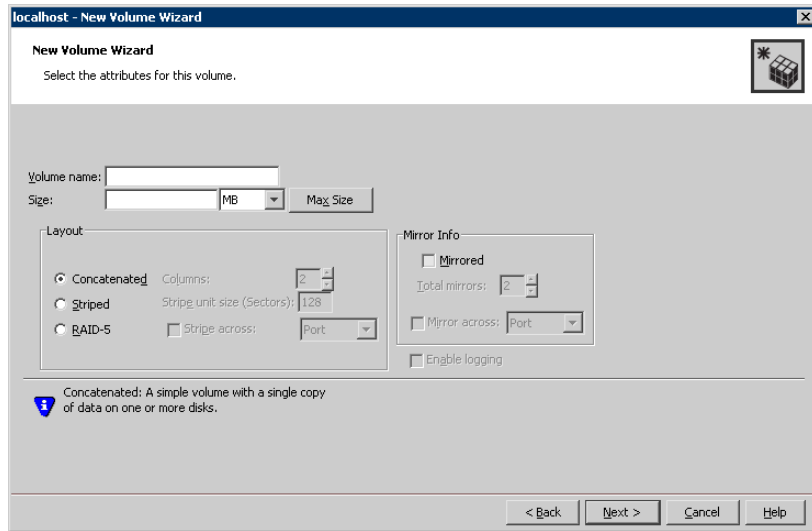 localhost - New Volume Wizard
New Volume Wizard
Select the attributes for this volume.
Volume name:
Size: MB Max Size
Layout
Concatenated Columns: 2
Striped Stripe unit size (Sectors): 128
RAID-5 Stripe across: Port
Mirror Info
Mirrored
Total mirrors: 2
Mirror across: Port
Enable logging
Concatenated: A simple volume with a single copy
of data on one or more disks.
< Back Next > Cancel Help